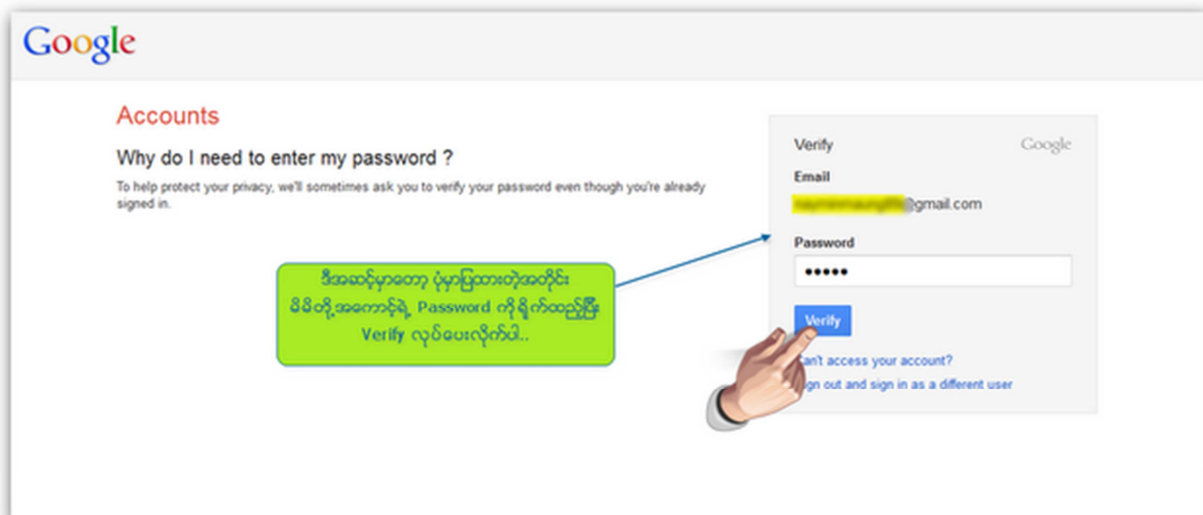 Google
Accounts
Why do I need to enter my password ?
To help protect your privacy, we'll sometimes ask you to verify your password even though you're already
signed in.
ဒီအဆင့်မှာတော့ ပုံမှာပြထားတဲ့အတိုင်း
မိမိတို့အကောင့်ရဲ့ Password ကိုရိုက်ထည့်ပြီး
Verify လုပ်ပေးလိုက်ပါ..
Verify Google
Email
@gmail.com
Password
•••••
Verify
Can't access your account?
Sign out and sign in as a different user